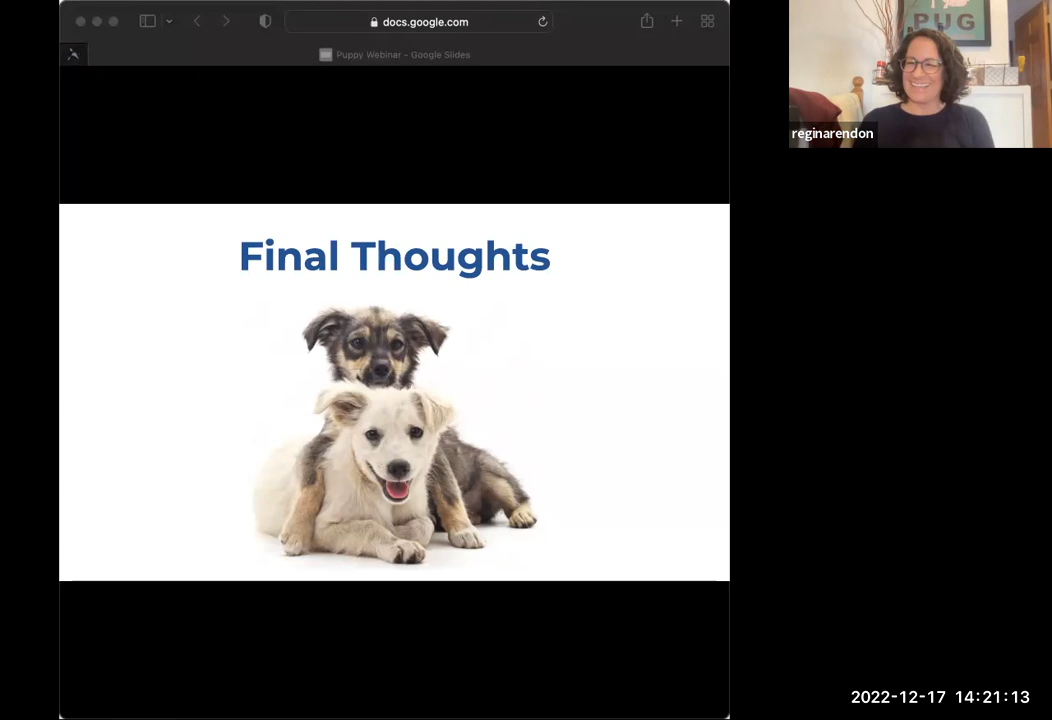 docs.google.com
Puppy Webinar – Google Slides
PUG
reginarendon
Final Thoughts
2022-12-17 14:21:13